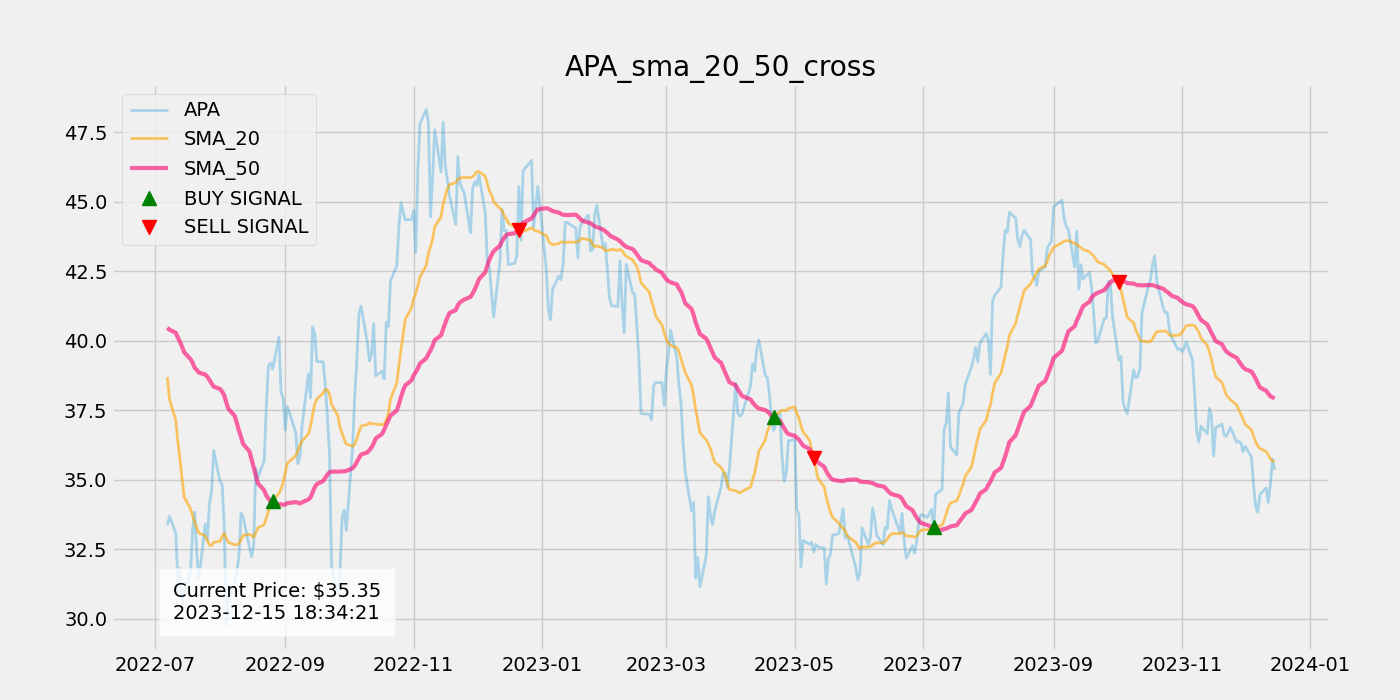 APA_sma_20_50_cross
APA
SMA_20
SMA_50
BUY SIGNAL
SELL SIGNAL
47.5
45.0
42.5
40.0
37.5
35.0
32.5
30.0
Current Price: $35.35
2023-12-15 18:34:21
2022-07 2022-09 2022-11 2023-01 2023-03 2023-05 2023-07 2023-09 2023-11 2024-01